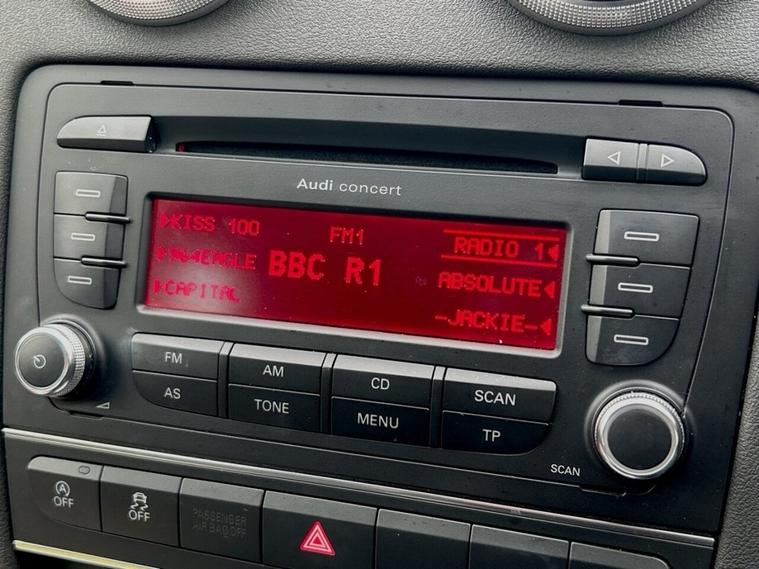 Audi concert
KISS 100
FM1
RADIO 1
964EAGLE
BBC R1
ABSOLUTE
CAPITAL
-JACKIE-
FM
AM
CD
SCAN
AS
TONE
MENU
TP
SCAN
A
OFF
OFF
PASSENGER
AIR BAG OFF